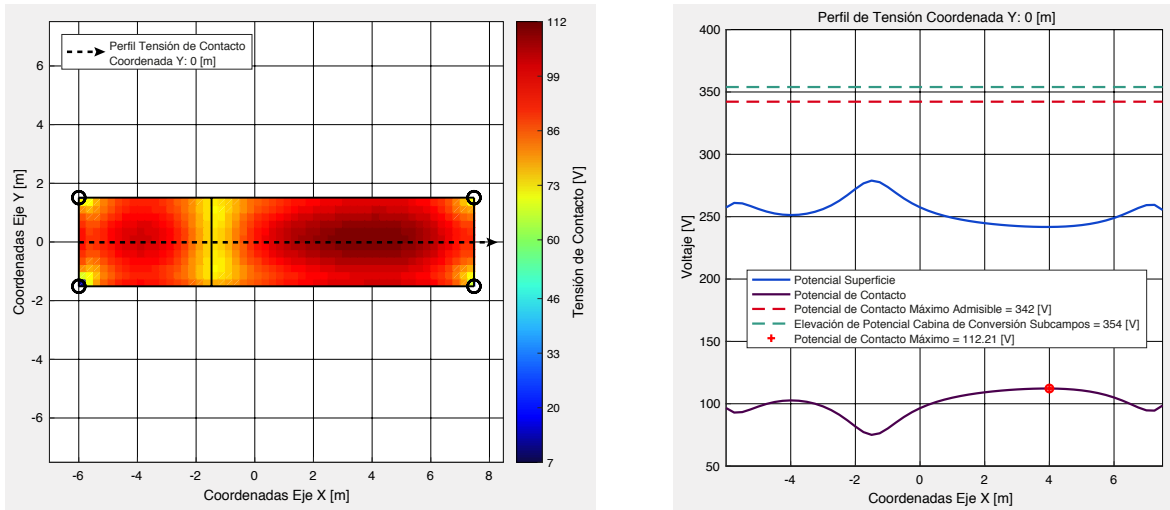 Perfil Tensión de Contacto
Coordenada Y: 0 [m]
6
4
2
0
-2
-4
-6
Coordenadas Eje Y [m]
-6
-4
-2
0
2
4
6
8
Coordenadas Eje X [m]
112
99
86
73
60
46
33
20
7
Tensión de Contacto [V]
Perfil de Tensión Coordenada Y: 0 [m]
400
350
300
250
200
150
100
50
Voltaje [V]
Potencial Superficie
Potencial de Contacto
Potencial de Contacto Máximo Admisible = 342 [V]
Elevación de Potencial Cabina de Conversión Subcampos = 354 [V]
Potencial de Contacto Máximo = 112.21 [V]
-4
-2
0
2
4
6
Coordenadas Eje X [m]